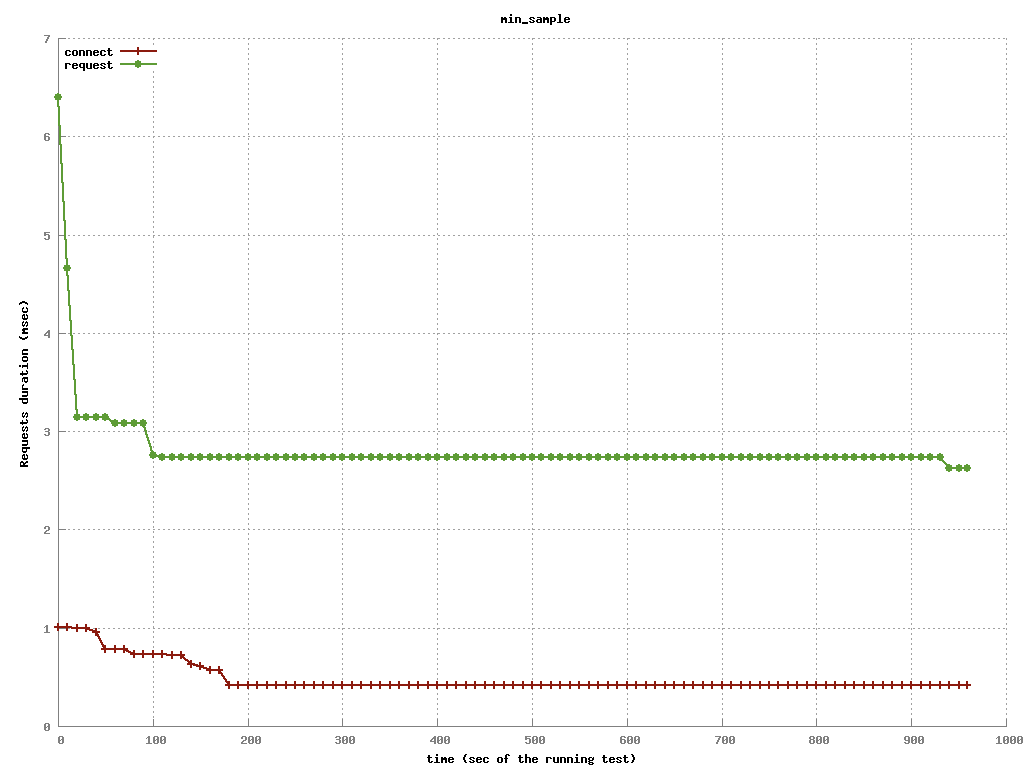 min_sample
connect
request
7
6
5
4
3
2
1
0
Requests duration (msec)
0 100 200 300 400 500 600 700 800 900 1000
time (sec of the running test)